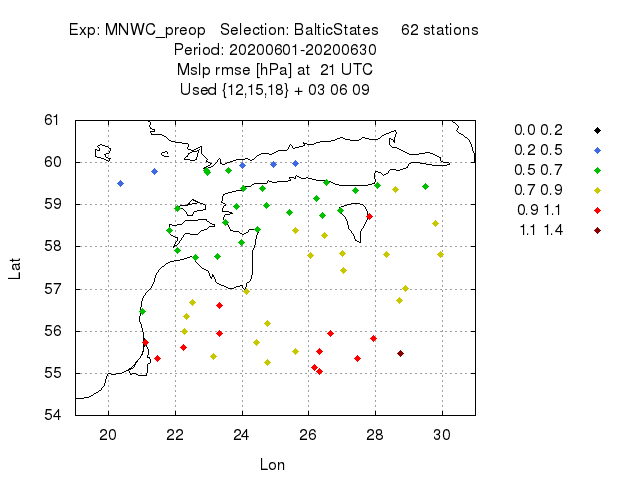 Exp: MNWC_preop   Selection: BalticStates     62 stations
Period: 20200601-20200630
Mslp rmse [hPa] at  21 UTC
Used {12,15,18} + 03 06 09
61
60
59
58
57
56
55
54
20 22 24 26 28 30
Lat
Lon
0.0 0.2
0.2 0.5
0.5 0.7
0.7 0.9
0.9 1.1
1.1 1.4